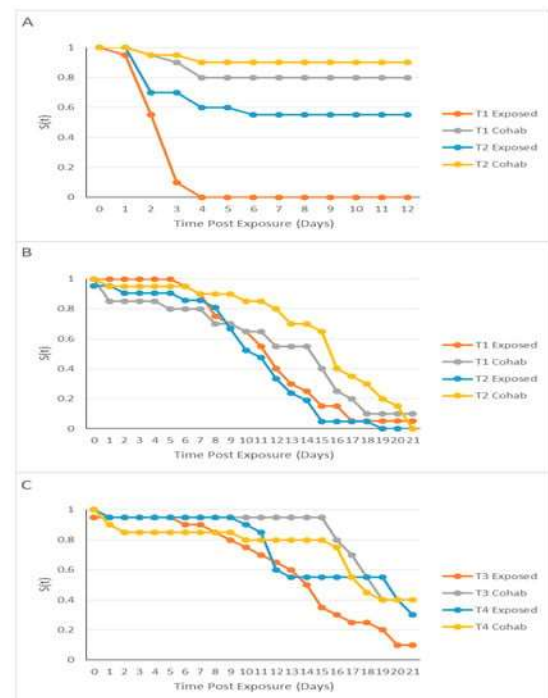 A
1
0.8
0.6
0.4
0.2
0
S(t)
0 1 2 3 4 5 6 7 8 9 10 11 12
Time Post Exposure (Days)
T1 Exposed
T1 Cohab
T2 Exposed
T2 Cohab
B
1
0.8
0.6
0.4
0.2
0
S(t)
0 1 2 3 4 5 6 7 8 9 10 11 12 13 14 15 16 17 18 19 20 21
Time Post Exposure (Days)
T1 Exposed
T1 Cohab
T2 Exposed
T2 Cohab
C
1
0.8
0.6
0.4
0.2
0
S(t)
0 1 2 3 4 5 6 7 8 9 10 11 12 13 14 15 16 17 18 19 20 21
Time Post Exposure (Days)
T3 Exposed
T3 Cohab
T4 Exposed
T4 Cohab